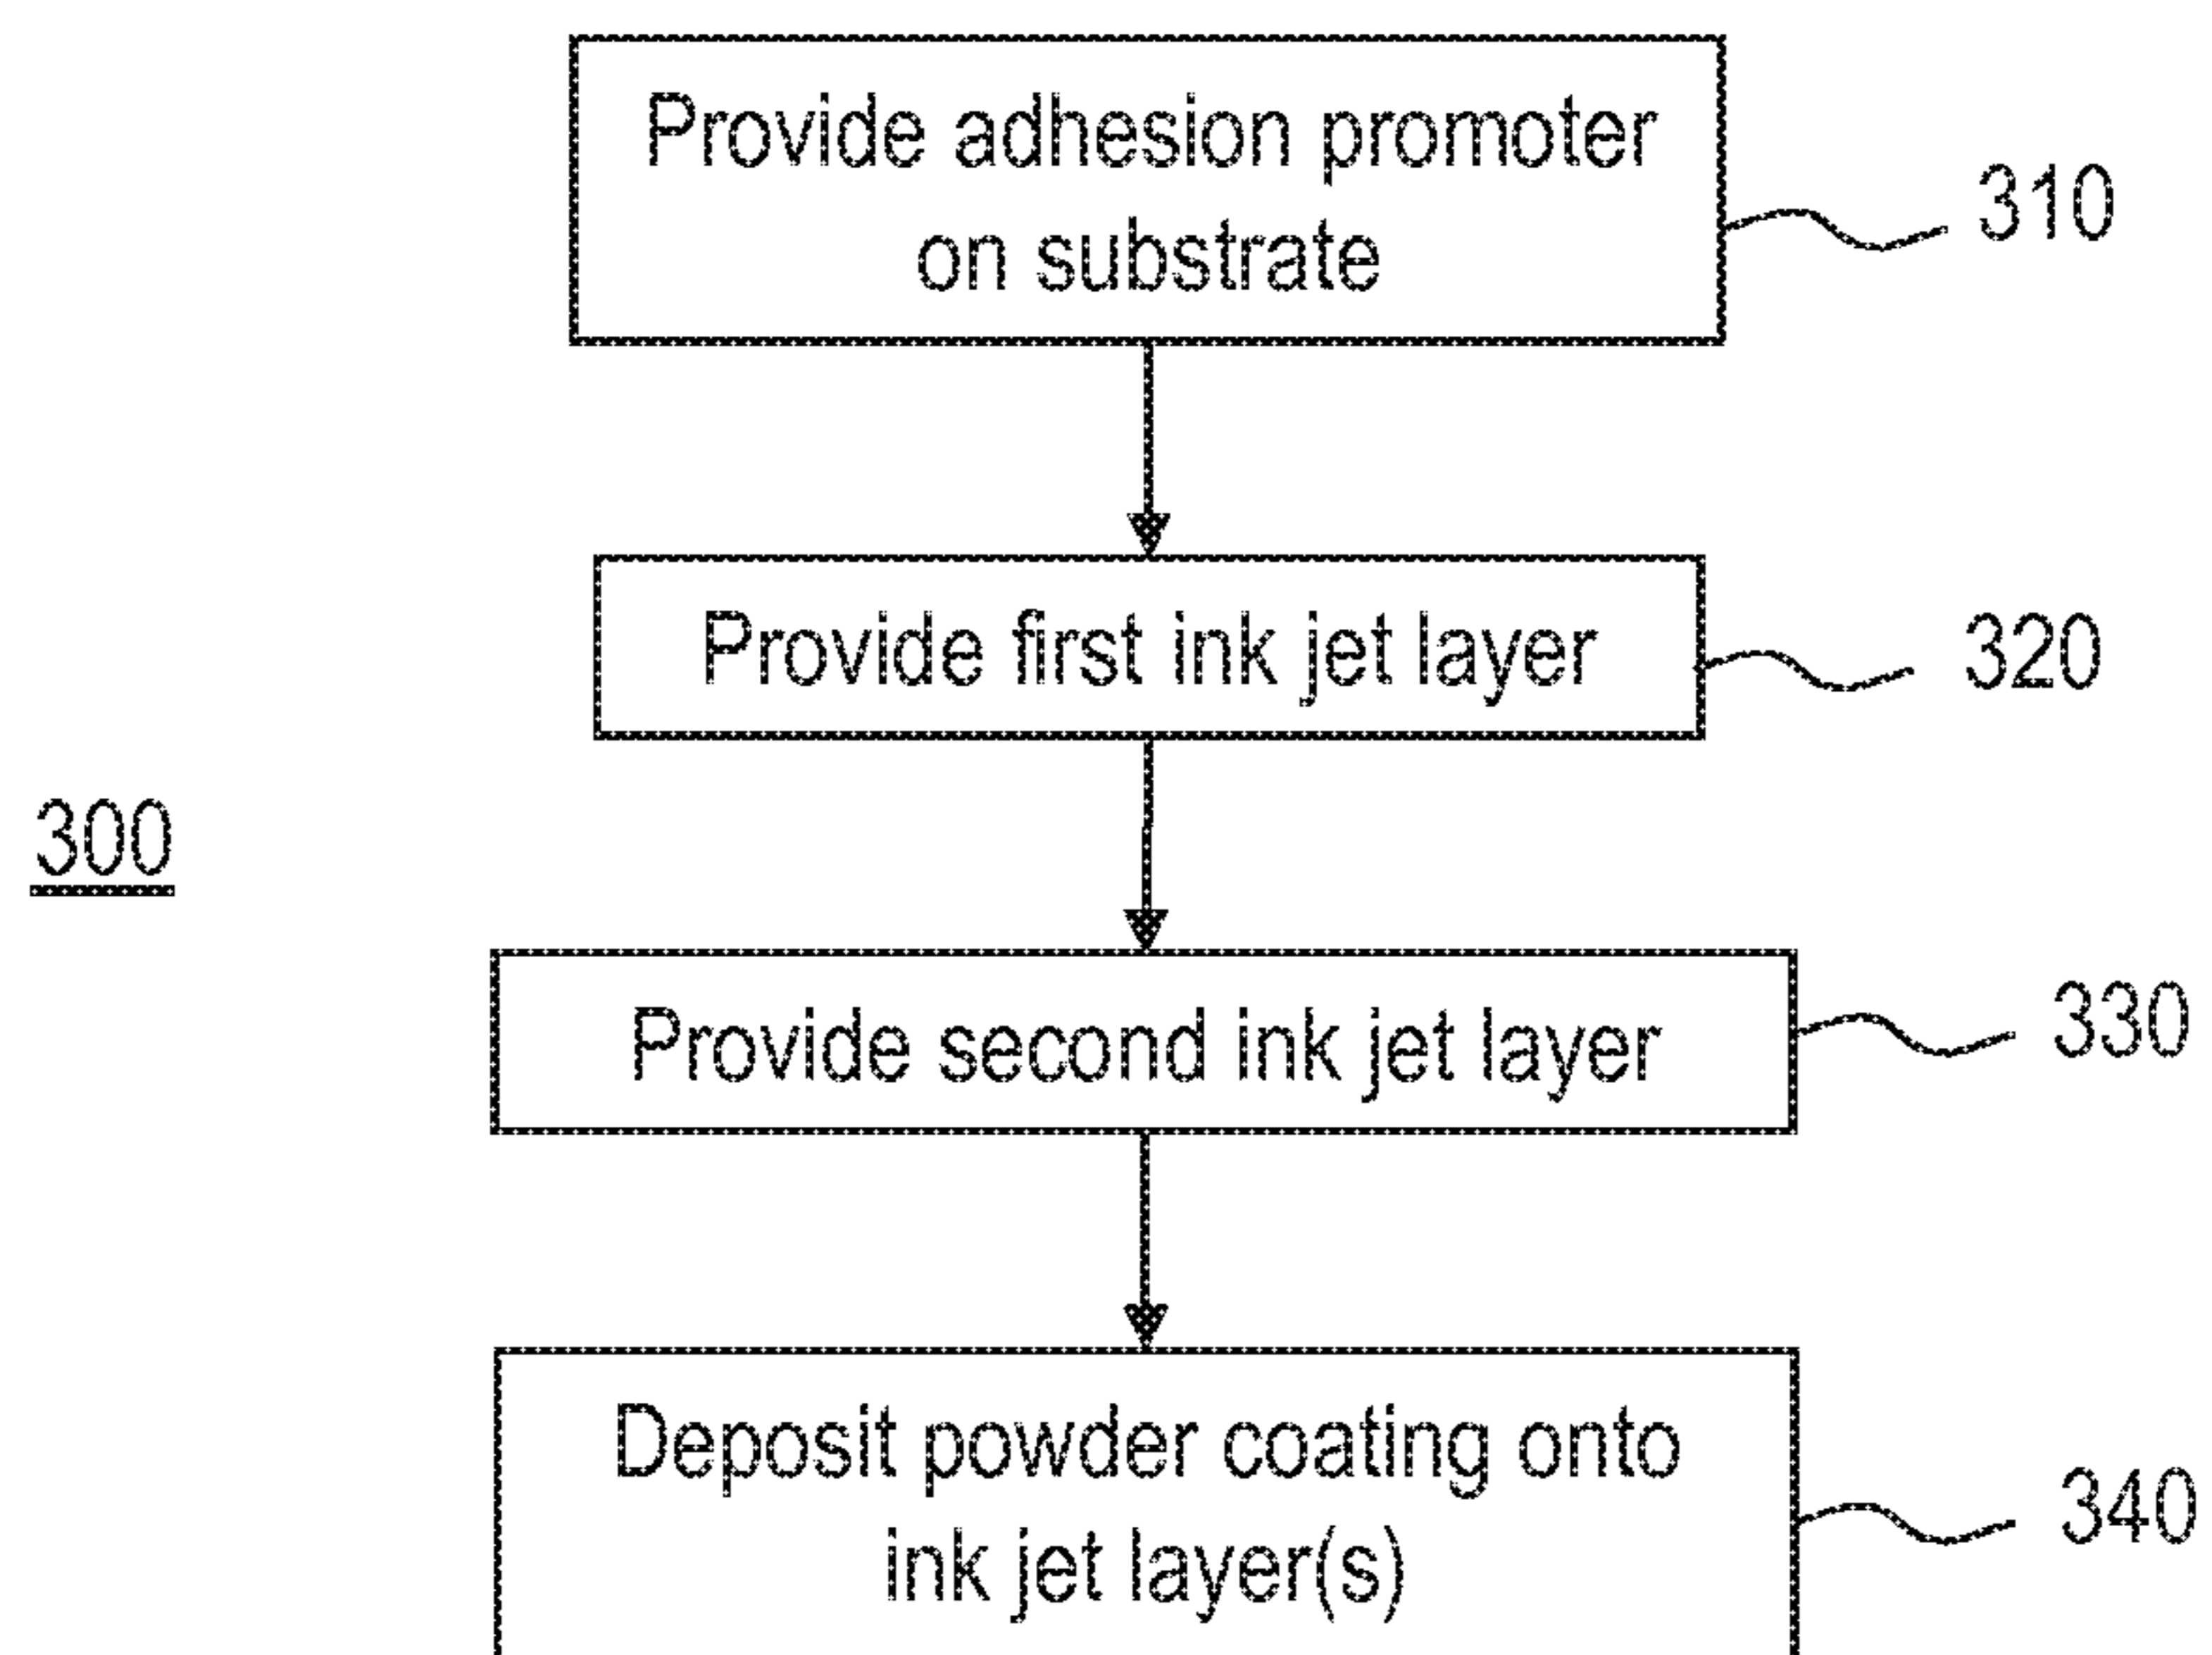 Provide adhesion promoter
on substrate
310
Provide first ink jet layer
320
300
Provide second ink jet layer
330
Deposit powder coating onto
ink jet layer(s)
340